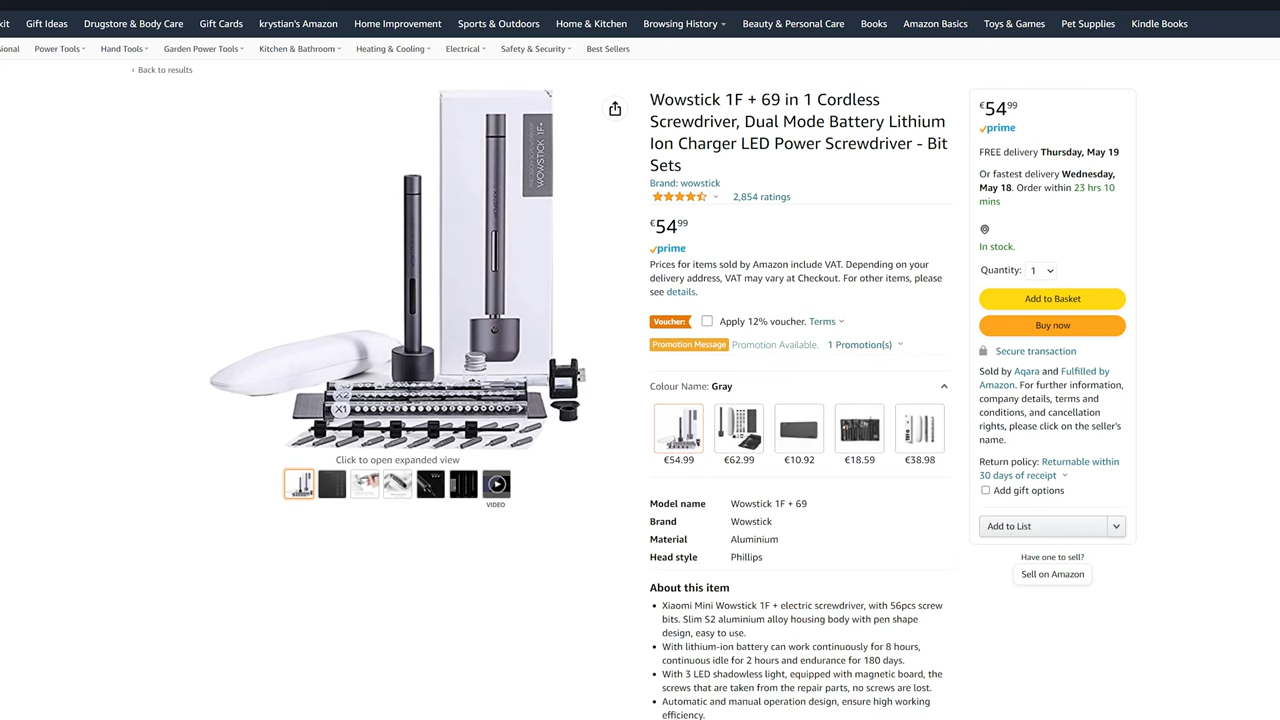 kit Gift Ideas Drugstore & Body Care Gift Cards krystian's Amazon Home Improvement Sports & Outdoors Home & Kitchen Browsing History Beauty & Personal Care Books Amazon Basics Toys & Games Pet Supplies Kindle Books
sional Power Tools Hand Tools Garden Power Tools Kitchen & Bathroom Heating & Cooling Electrical Safety & Security Best Sellers
‹ Back to results
WOWSTICK 1F+
X2
X1
Click to open expanded view
VIDEO
Wowstick 1F + 69 in 1 Cordless
Screwdriver, Dual Mode Battery Lithium
Ion Charger LED Power Screwdriver - Bit
Sets
Brand: wowstick
2,854 ratings
€5499
prime
Prices for items sold by Amazon include VAT. Depending on your
delivery address, VAT may vary at Checkout. For other items, please
see details.
Voucher: Apply 12% voucher. Terms
Promotion Message Promotion Available. 1 Promotion(s)
Colour Name: Gray
€54.99 €62.99 €10.92 €18.59 €38.98
Model name Wowstick 1F + 69
Brand Wowstick
Material Aluminium
Head style Phillips
About this item
• Xiaomi Mini Wowstick 1F + electric screwdriver, with 56pcs screw
bits. Slim S2 aluminium alloy housing body with pen shape
design, easy to use.
• With lithium-ion battery can work continuously for 8 hours,
continuous idle for 2 hours and endurance for 180 days.
• With 3 LED shadowless light, equipped with magnetic board, the
screws that are taken from the repair parts, no screws are lost.
• Automatic and manual operation design, ensure high working
efficiency.
€5499
prime
FREE delivery Thursday, May 19
Or fastest delivery Wednesday,
May 18. Order within 23 hrs 10
mins
In stock.
Quantity: 1
Add to Basket
Buy now
Secure transaction
Sold by Aqara and Fulfilled by
Amazon. For further information,
company details, terms and
conditions, and cancellation
rights, please click on the seller's
name.
Return policy: Returnable within
30 days of receipt
Add gift options
Add to List
Have one to sell?
Sell on Amazon